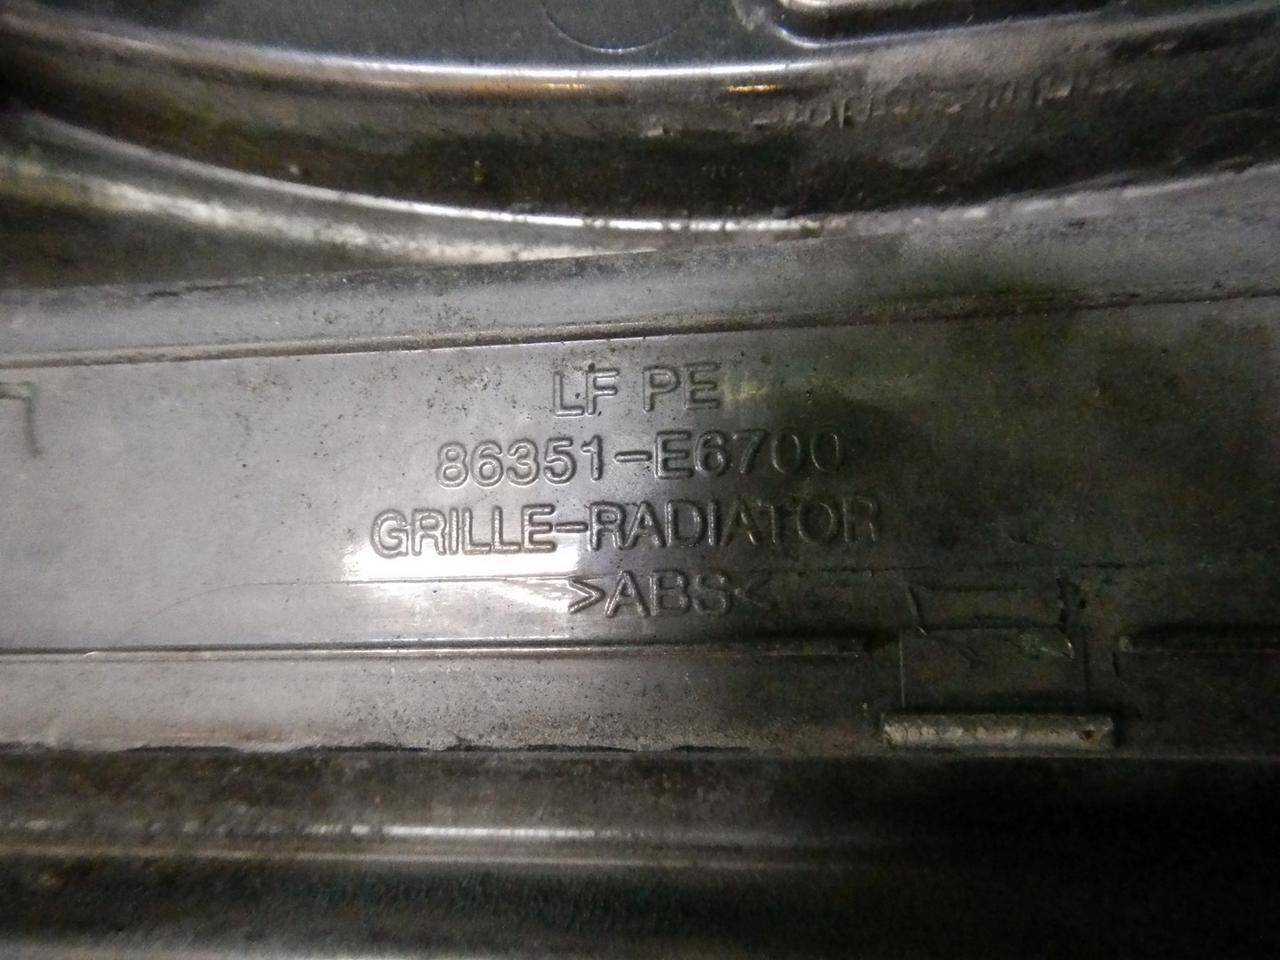 LF PE
86351-E6700
GRILLE-RADIATOR
>ABS<